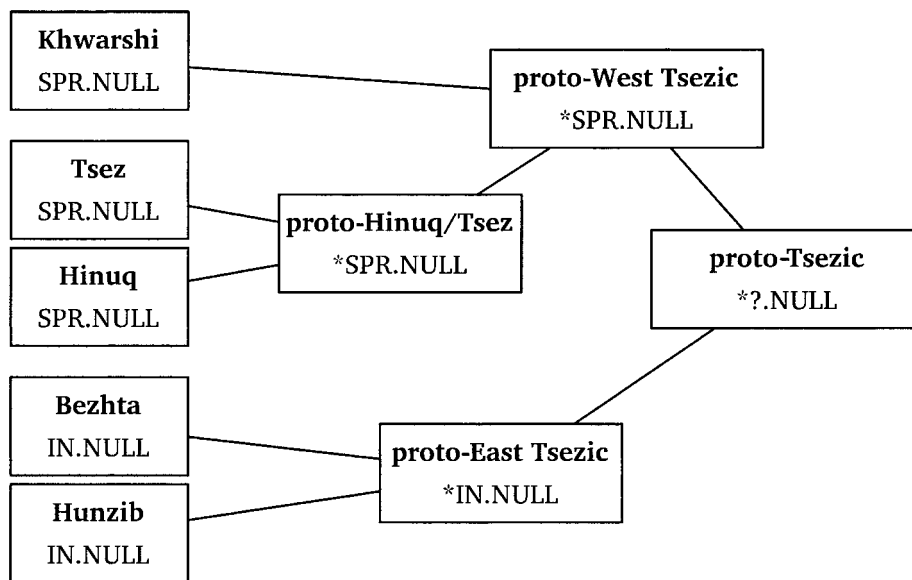 Khwarshi
SPR.NULL
proto-West Tsezic
*SPR.NULL
Tsez
SPR.NULL
proto-Hinuq/Tsez
*SPR.NULL
Hinuq
SPR.NULL
proto-Tsezic
*?.NULL
Bezhta
IN.NULL
proto-East Tsezic
*IN.NULL
Hunzib
IN.NULL